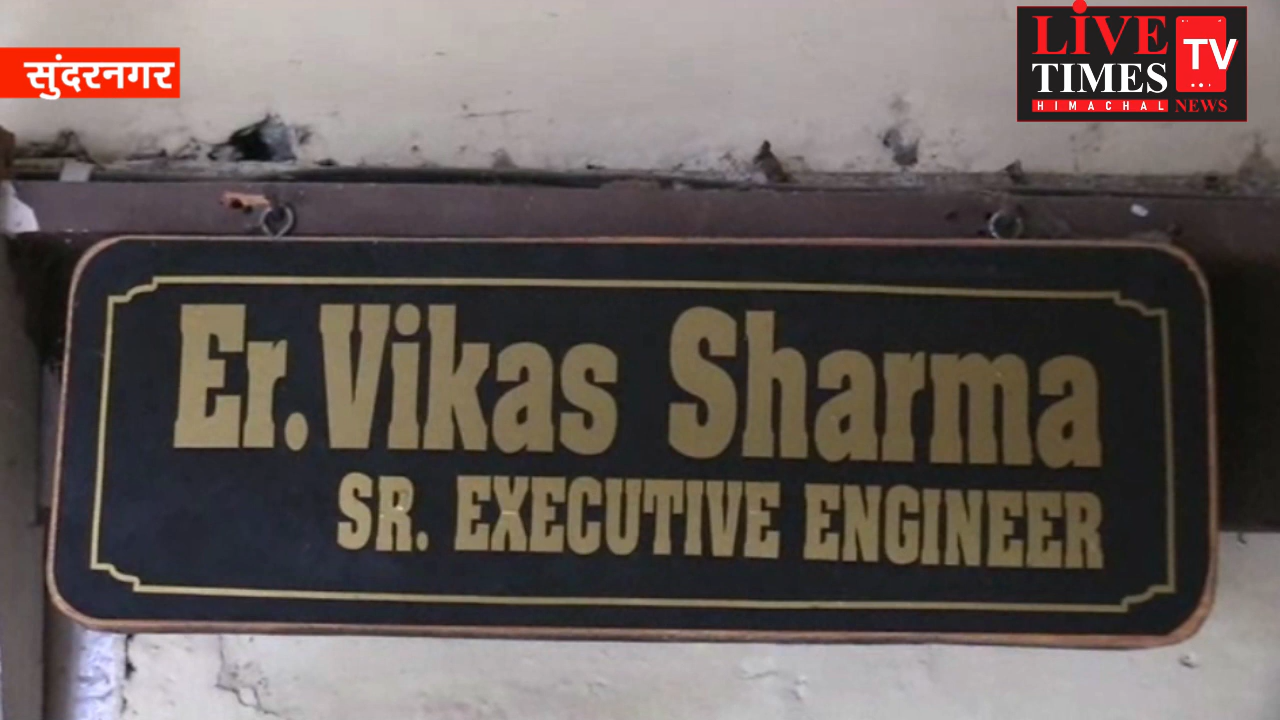 सुंदरनगर
LiVE
TIMES
TV
HIMACHAL NEWS
Er.Vikas Sharma
SR. EXECUTIVE ENGINEER